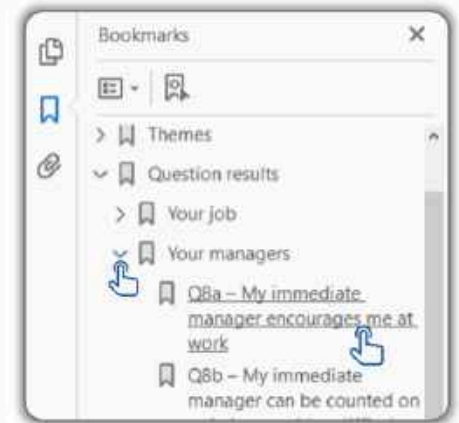 Bookmarks
Themes
Question results
Your job
Your managers
Q8a – My immediate
manager encourages me at
work
Q8b – My immediate
manager can be counted on